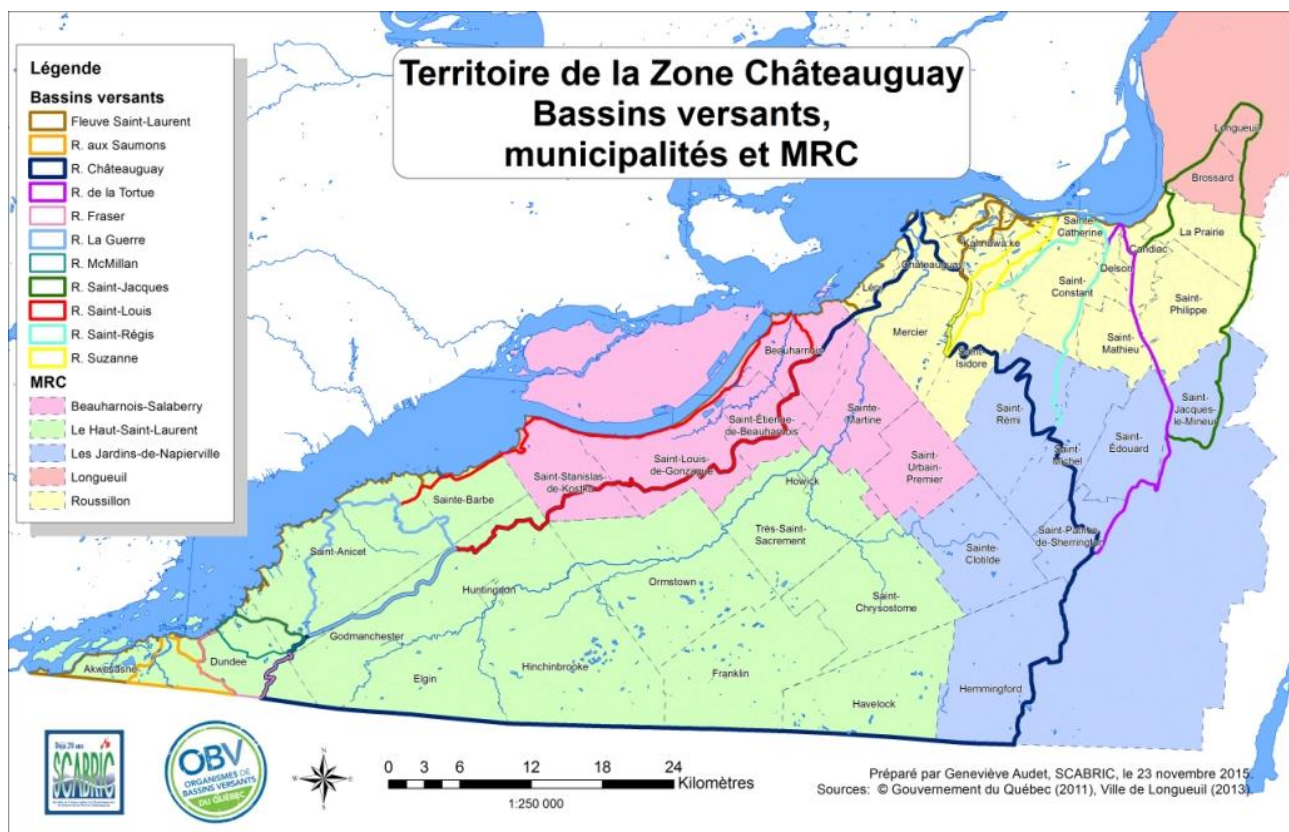 Territoire de la Zone Châteauguay
Bassins versants,
municipalités et MRC
Légende
Bassins versants
Fleuve Saint-Laurent
R. aux Saumons
R. Châteauguay
R. de la Tortue
R. Fraser
R. La Guerre
R. McMillan
R. Saint-Jacques
R. Saint-Louis
R. Saint-Régis
R. Suzanne
MRC
Beauharnois-Salaberry
Le Haut-Saint-Laurent
Les Jardins-de-Napierville
Longueuil
Roussillon
Longueuil
Brossard
Sainte-
Catherine
Kahnawake
La Prairie
Candiac
Châteauguay
Delson
Léry
Saint-
Constant
Saint-
Philippe
Mercier
Saint-
Mathieu
Beauharnois
Saint-
Isidore
Saint-
Jacques-
le-Mineur
Sainte-
Martine
Saint-
Rémi
Saint-Étienne-
de-Beauharnois
Saint-
Édouard
Saint-
Michel
Saint-
Urbain-
Premier
Saint-Louis-
de-Gonzague
Saint-Stanislas
de-Kostka
Howick
Sainte-Barbe
Très-Saint-
Sacrement
Saint-Patrice-
de-Sherrington
Saint-Anicet
Sainte-
Clotilde
Ormstown
Huntingdon
Saint-
Chrysostome
Godmanchester
Dundee
Akwesasne
Hinchinbrooke
Franklin
Elgin
Hemmingford
Havelock
Déjà 20 ans
SCABRIC
OBV
ORGANISMES DE
BASSINS VERSANTS
DU QUÉBEC
N
W
E
S
0 3 6 12 18 24
Kilomètres
1:250 000
Préparé par Geneviève Audet, SCABRIC, le 23 novembre 2015.
Sources: © Gouvernement du Québec (2011), Ville de Longueuil (2013).